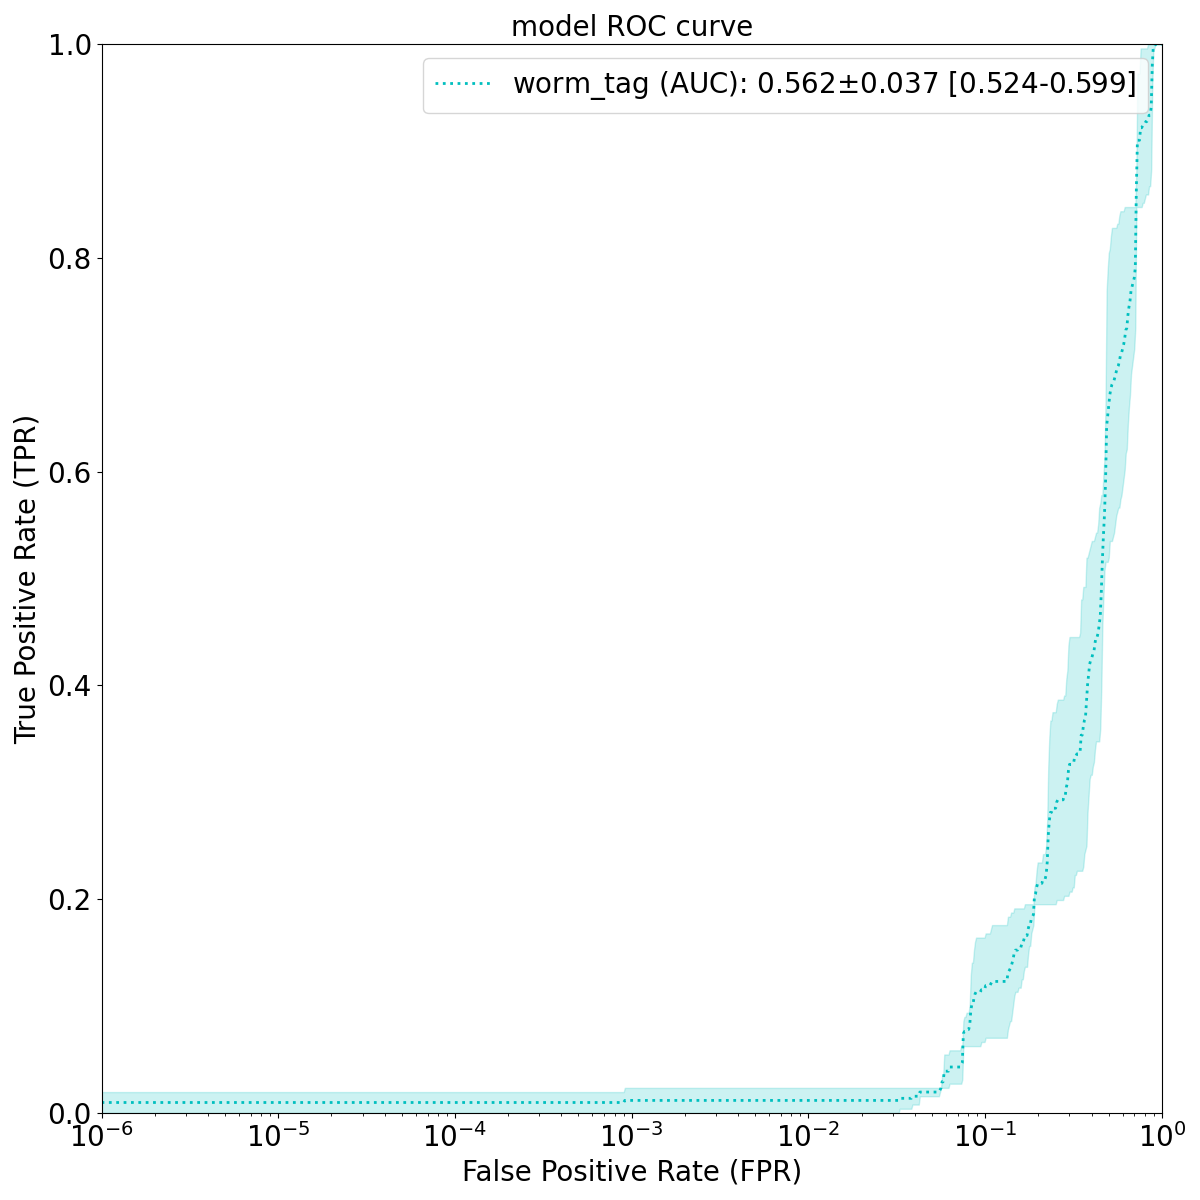 model ROC curve
worm_tag (AUC): 0.562±0.037 [0.524-0.599]
1.0
0.8
0.6
0.4
0.2
0.0
True Positive Rate (TPR)
10⁻⁶ 10⁻⁵ 10⁻⁴ 10⁻³ 10⁻² 10⁻¹ 10⁰
False Positive Rate (FPR)